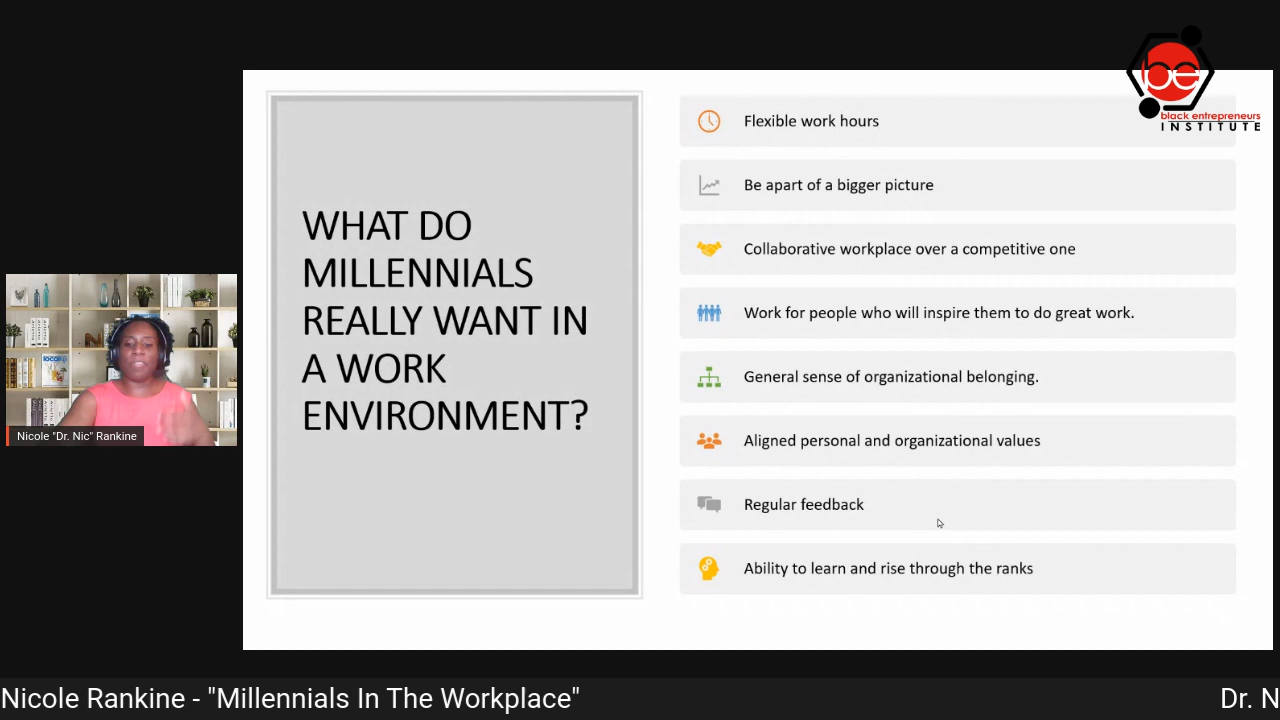 be
black entrepreneurs
INSTITUTE
WHAT DO
MILLENNIALS
REALLY WANT IN
A WORK
ENVIRONMENT?
Flexible work hours
Be apart of a bigger picture
Collaborative workplace over a competitive one
Work for people who will inspire them to do great work.
General sense of organizational belonging.
Aligned personal and organizational values
Regular feedback
Ability to learn and rise through the ranks
Nicole "Dr. Nic" Rankine
Nicole Rankine - "Millennials In The Workplace"
Dr. N